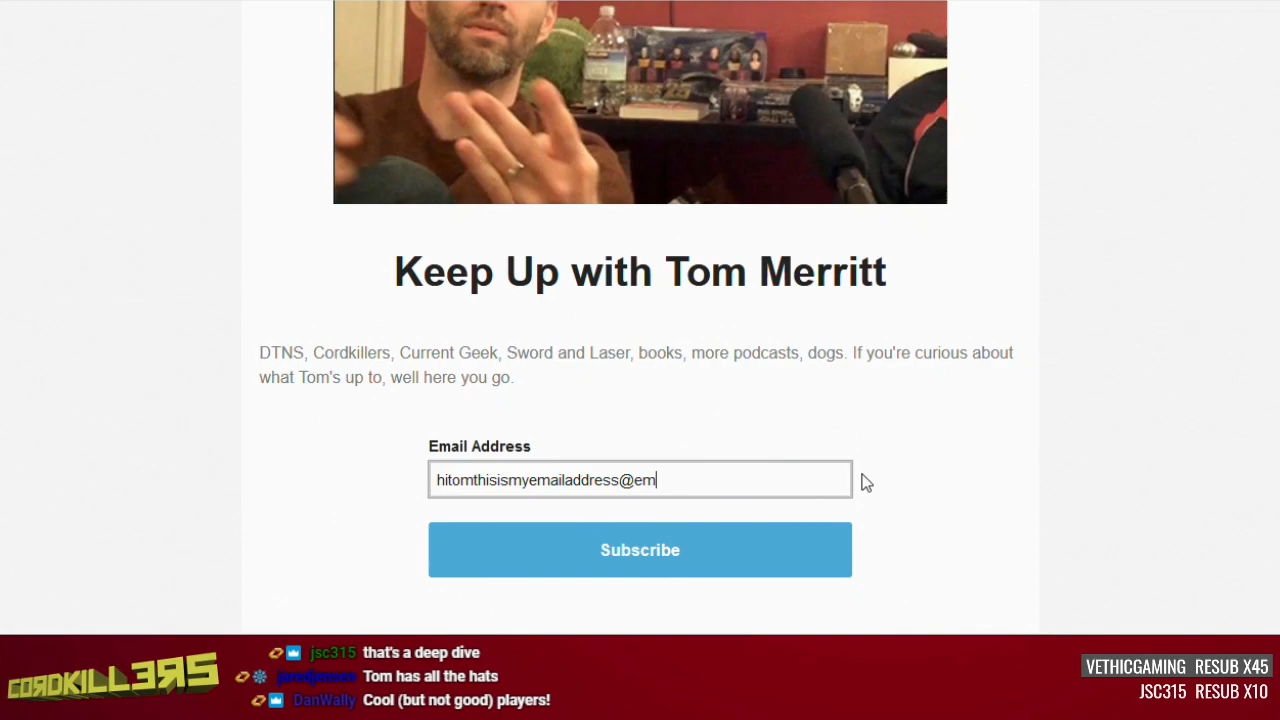 Keep Up with Tom Merritt
DTNS, Cordkillers, Current Geek, Sword and Laser, books, more podcasts, dogs. If you're curious about
what Tom's up to, well here you go.
Email Address
hitomthisismyemailaddress@em
Subscribe
CORDKILLERS
jsc315 that's a deep dive
Tom has all the hats
DanWally Cool (but not good) players!
VETHICGAMING RESUB X45
JSC315 RESUB X10